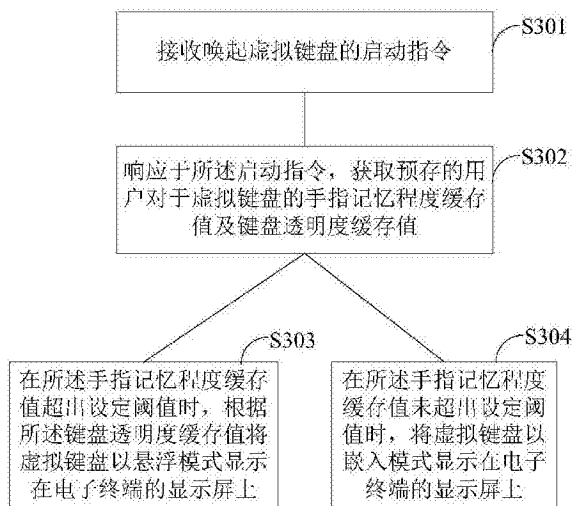 S301
接收唤起虚拟键盘的启动指令
S302
响应于所述启动指令，获取预存的用
户对于虚拟键盘的手指记忆程度缓存
值及键盘透明度缓存值
S303
在所述手指记忆程度缓存
值超出设定阈值时，根据
所述键盘透明度缓存值将
虚拟键盘以悬浮模式显示
在电子终端的显示屏上
S304
在所述手指记忆程度
缓存值未超出设定阈
值时，将虚拟键盘以
嵌入模式显示在电子
终端的显示屏上